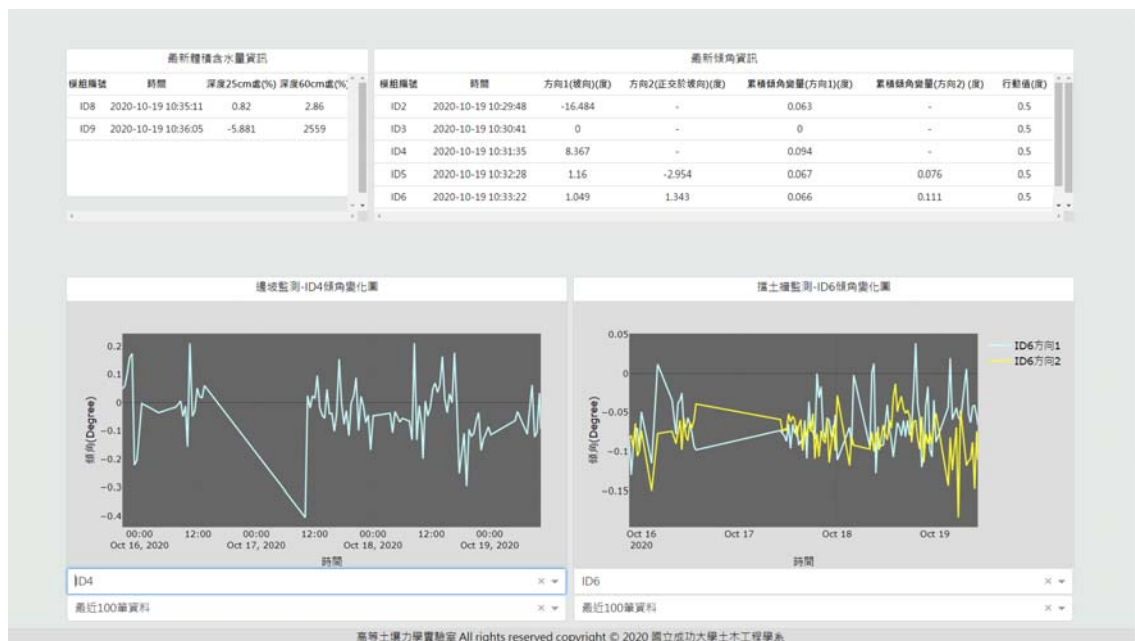 最新體積含水量資訊
模組編號 時間 深度25cm處(%) 深度60cm處(%)
ID8 2020-10-19 10:35:11 0.82 2.86
ID9 2020-10-19 10:36:05 -5.881 2559
最新傾角資訊
模組編號 時間 方向1(坡向)(度) 方向2(正交於坡向)(度) 累積傾角變量(方向1)(度) 累積傾角變量(方向2) (度) 行動值(度)
ID2 2020-10-19 10:29:48 -16.484 - 0.063 - 0.5
ID3 2020-10-19 10:30:41 0 - 0 - 0.5
ID4 2020-10-19 10:31:35 8.367 - 0.094 - 0.5
ID5 2020-10-19 10:32:28 1.16 -2.954 0.067 0.076 0.5
ID6 2020-10-19 10:33:22 1.049 1.343 0.066 0.111 0.5
邊坡監測-ID4傾角變化圖
傾角(Degree)
0.2
0.1
0
−0.1
−0.2
−0.3
−0.4
00:00 12:00 00:00 12:00 00:00 12:00 00:00
Oct 16, 2020 Oct 17, 2020 Oct 18, 2020 Oct 19, 2020
時間
ID4
最近100筆資料
擋土牆監測-ID6傾角變化圖
ID6方向1
ID6方向2
傾角(Degree)
0.05
0
−0.05
−0.1
−0.15
Oct 16 Oct 17 Oct 18 Oct 19
2020
時間
ID6
最近100筆資料
高等土壤力學實驗室 All rights reserved copyright © 2020 國立成功大學土木工程學系